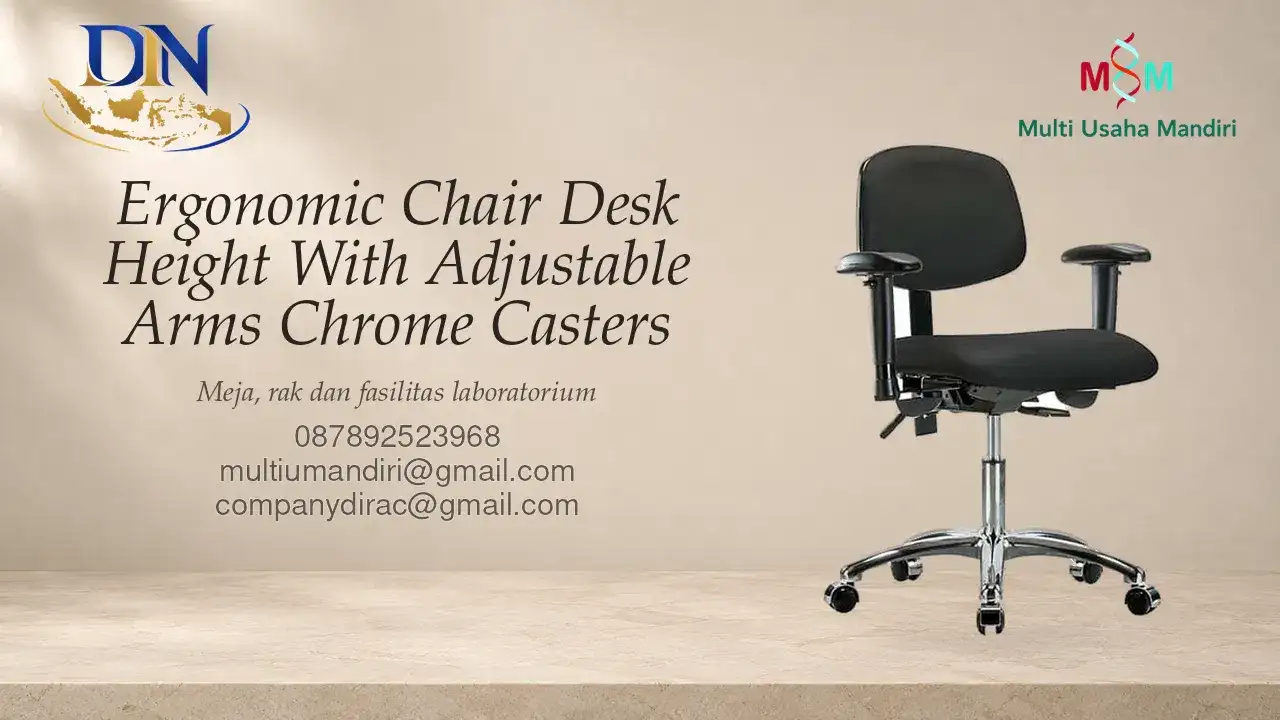 DIN
MSM
Multi Usaha Mandiri
Ergonomic Chair Desk
Height With Adjustable
Arms Chrome Casters
Meja, rak dan fasilitas laboratorium
087892523968
multiumandiri@gmail.com
companydirac@gmail.com